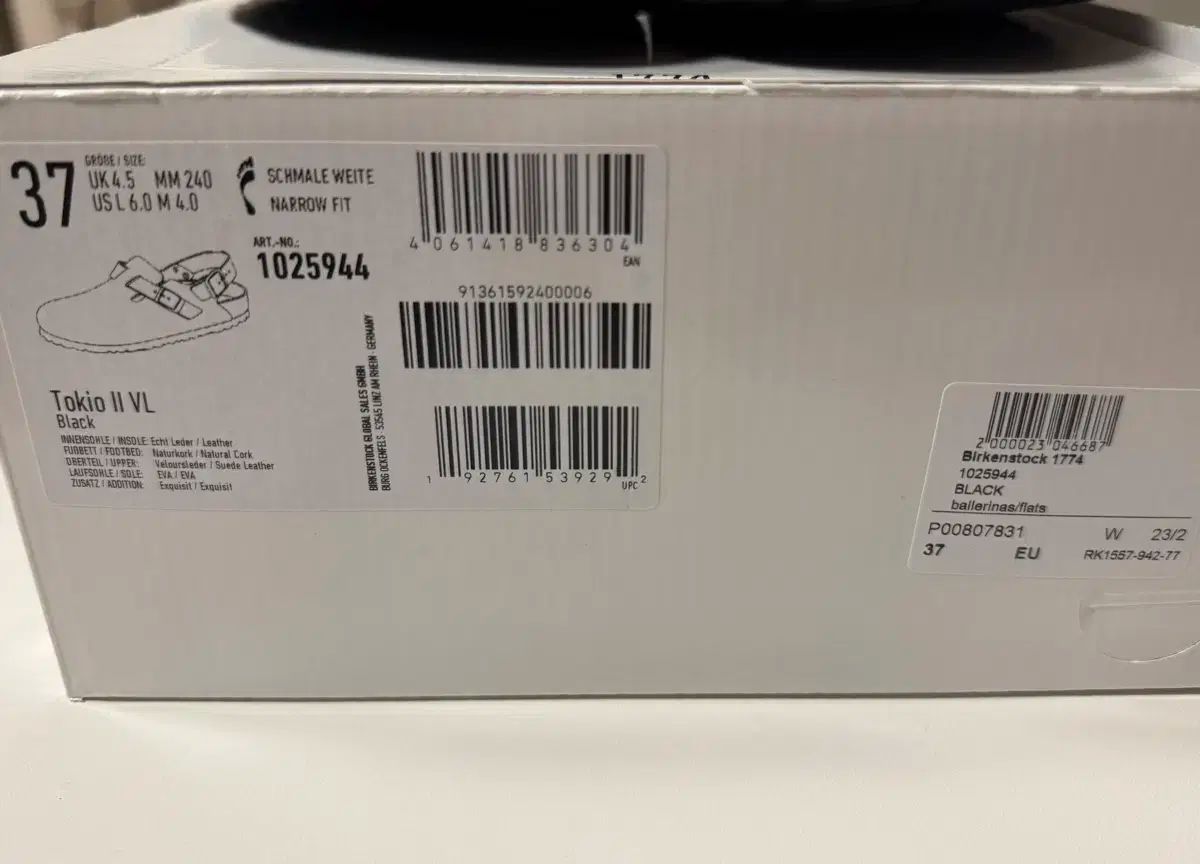 1774
37
GRÖßE / SIZE:
UK 4.5 MM 240
US L 6.0 M 4.0
SCHMALE WEITE
NARROW FIT
ART.-NO.:
1025944
4 061418 836304
EAN
91361592400006
1 92761 53929 2
UPC
BIRKENSTOCK GLOBAL SALES GMBH
BURG OCKENFELS · 53545 LINZ AM RHEIN · GERMANY
Tokio II VL
Black
INNENSOHLE / INSOLE: Echt Leder / Leather
FUßBETT / FOOTBED: Naturkork / Natural Cork
OBERTEIL / UPPER: Veloursleder / Suede Leather
LAUFSOHLE / SOLE: EVA / EVA
ZUSATZ / ADDITION: Exquisit / Exquisit
2 000023 046687
Birkenstock 1774
1025944
BLACK
ballerinas/flats
P00807831 W 23/2
37 EU RK1557-942-77